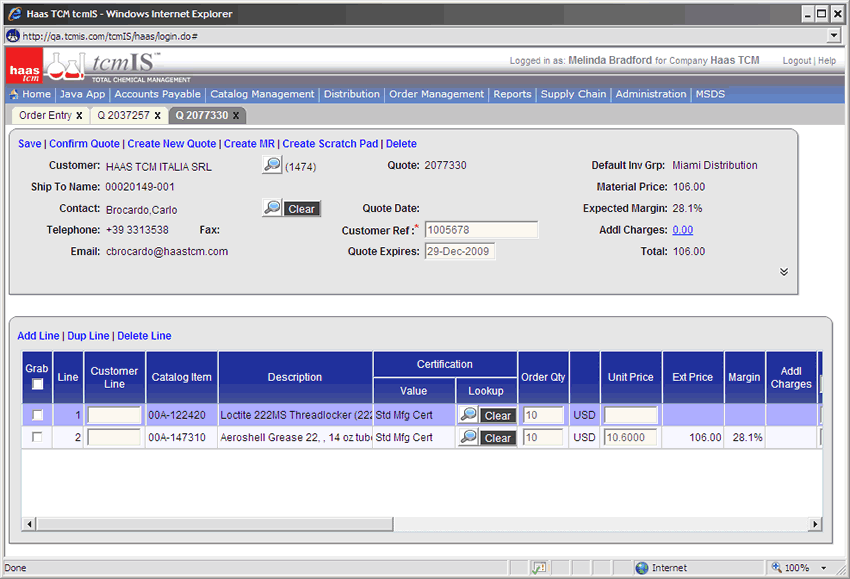 Haas TCM tcmIS - Windows Internet Explorer
http://qa.tcmis.com/tcmIS/haas/login.do#
haas tcm
tcmIS™
TOTAL CHEMICAL MANAGEMENT
Logged in as: Melinda Bradford for Company Haas TCM
Logout | Help
Home | Java App | Accounts Payable | Catalog Management | Distribution | Order Management | Reports | Supply Chain | Administration | MSDS
Order Entry x Q 2037257 x Q 2077330 x
Save | Confirm Quote | Create New Quote | Create MR | Create Scratch Pad | Delete
Customer: HAAS TCM ITALIA SRL (1474) Quote: 2077330 Default Inv Grp: Miami Distribution
Ship To Name: 00020149-001 Material Price: 106.00
Contact: Brocardo,Carlo Clear Quote Date: Expected Margin: 28.1%
Telephone: +39 3313538 Fax: Customer Ref:* 1005678 Addl Charges: 0.00
Email: cbrocardo@haastcm.com Quote Expires: 29-Dec-2009 Total: 106.00
Add Line | Dup Line | Delete Line
Grab Line Customer Line Catalog Item Description Certification Value Lookup Order Qty Unit Price Ext Price Margin Addl Charges
1 00A-122420 Loctite 222MS Threadlocker (222 Std Mfg Cert Clear 10 USD
2 00A-147310 Aeroshell Grease 22, , 14 oz tube Std Mfg Cert Clear 10 USD 10.6000 106.00 28.1%
Done Internet 100%